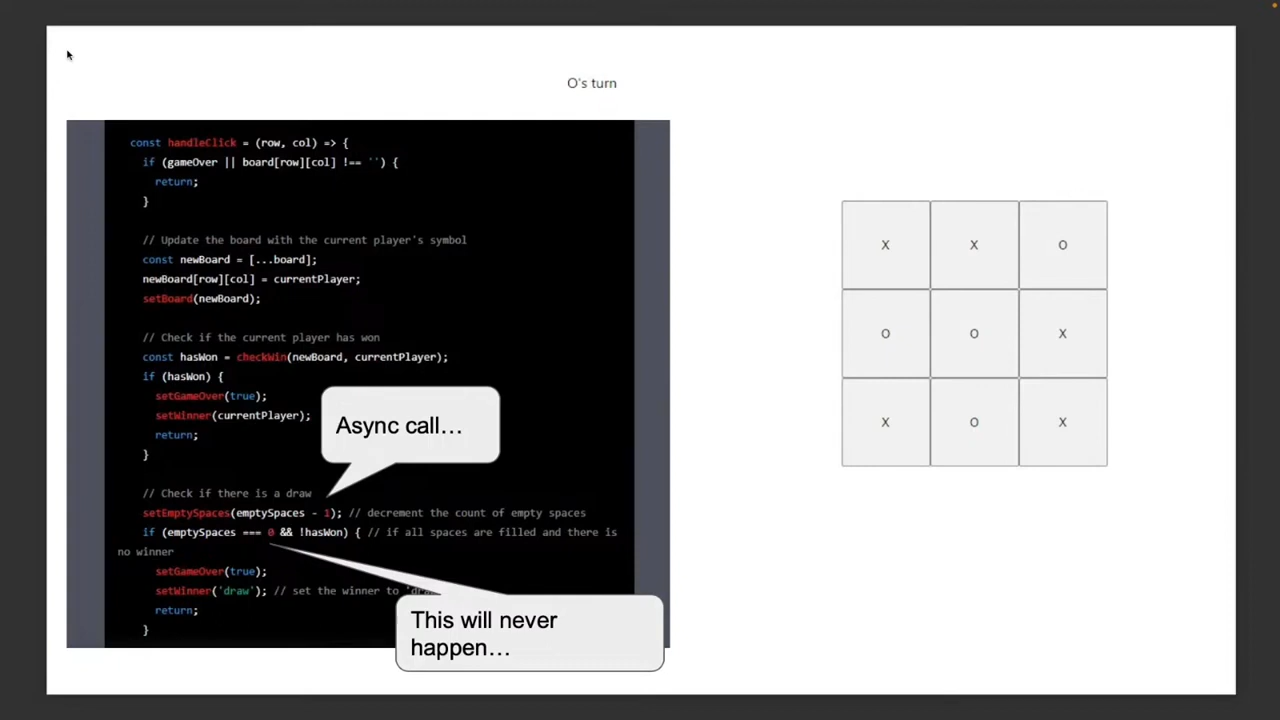 O's turn
const handleClick = (row, col) => {
if (gameOver || board[row][col] !== '') {
return;
}
// Update the board with the current player's symbol
const newBoard = [...board];
newBoard[row][col] = currentPlayer;
setBoard(newBoard);
// Check if the current player has won
const hasWon = checkWin(newBoard, currentPlayer);
if (hasWon) {
setGameOver(true);
setWinner(currentPlayer);
return;
}
Async call…
// Check if there is a draw
setEmptySpaces(emptySpaces - 1); // decrement the count of empty spaces
if (emptySpaces === 0 && !hasWon) { // if all spaces are filled and there is
no winner
setGameOver(true);
setWinner('draw'); // set the winner to
return;
}
This will never
happen…
X X O
O O X
X O X